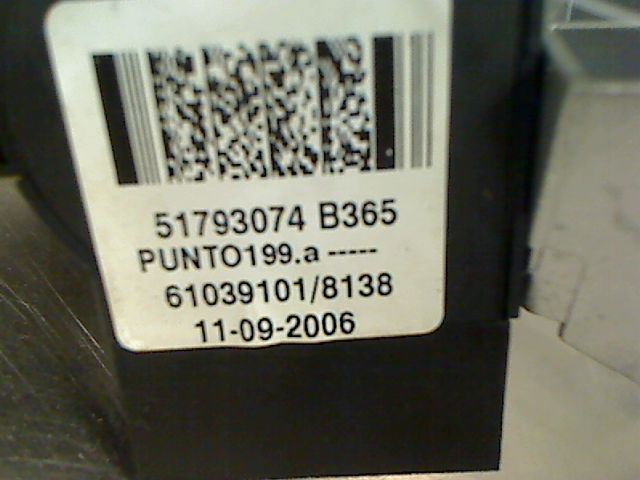 51793074 B365
PUNTO199.a -----
61039101/8138
11-09-2006